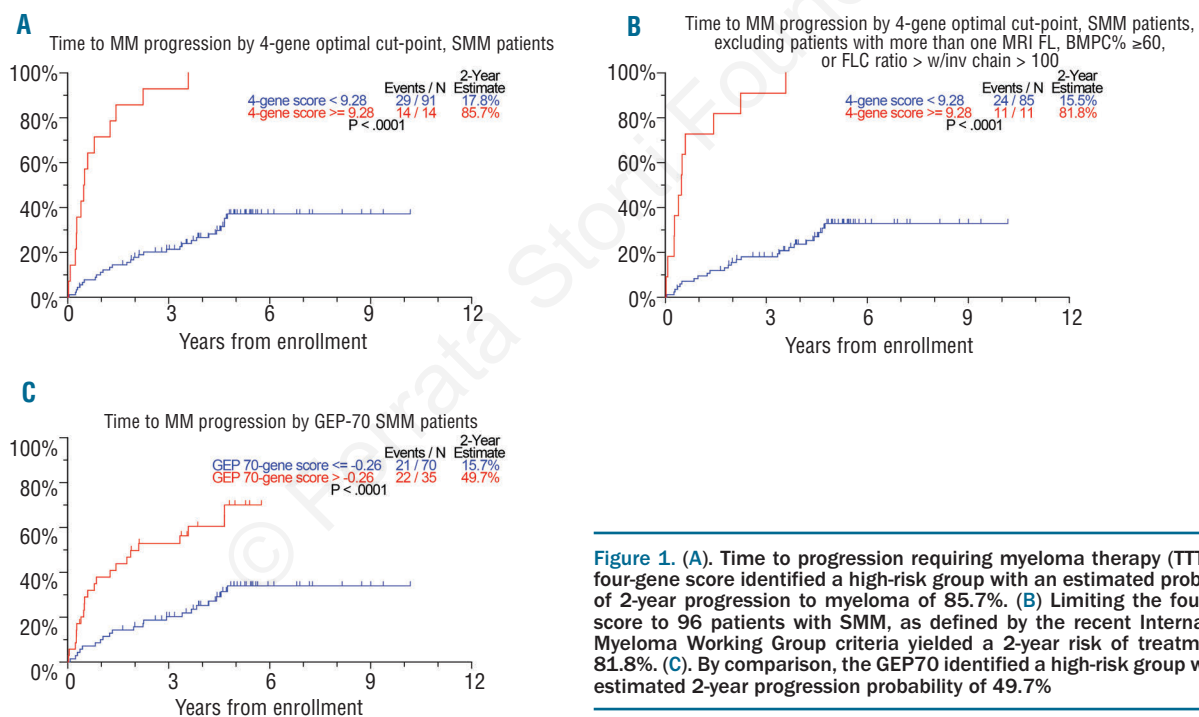 A
Time to MM progression by 4-gene optimal cut-point, SMM patients
100%
80%
60%
40%
20%
0%
2-Year
Events / N Estimate
4-gene score < 9.28 29 / 91 17.8%
4-gene score >= 9.28 14 / 14 85.7%
P < .0001
0 3 6 9 12
Years from enrollment
B
Time to MM progression by 4-gene optimal cut-point, SMM patients,
excluding patients with more than one MRI FL, BMPC% ≥60,
or FLC ratio > w/inv chain > 100
100%
80%
60%
40%
20%
0%
2-Year
Events / N Estimate
4-gene score < 9.28 24 / 85 15.5%
4-gene score >= 9.28 11 / 11 81.8%
P < .0001
0 3 6 9 12
Years from enrollment
C
Time to MM progression by GEP-70 SMM patients
100%
80%
60%
40%
20%
0%
2-Year
Events / N Estimate
GEP 70-gene score <= -0.26 21 / 70 15.7%
GEP 70-gene score > -0.26 22 / 35 49.7%
P < .0001
0 3 6 9 12
Years from enrollment
Figure 1. (A). Time to progression requiring myeloma therapy (TTT
four-gene score identified a high-risk group with an estimated prob
of 2-year progression to myeloma of 85.7%. (B) Limiting the fou
score to 96 patients with SMM, as defined by the recent Interna
Myeloma Working Group criteria yielded a 2-year risk of treatm
81.8%. (C). By comparison, the GEP70 identified a high-risk group w
estimated 2-year progression probability of 49.7%
© Ferrata Storti Foun